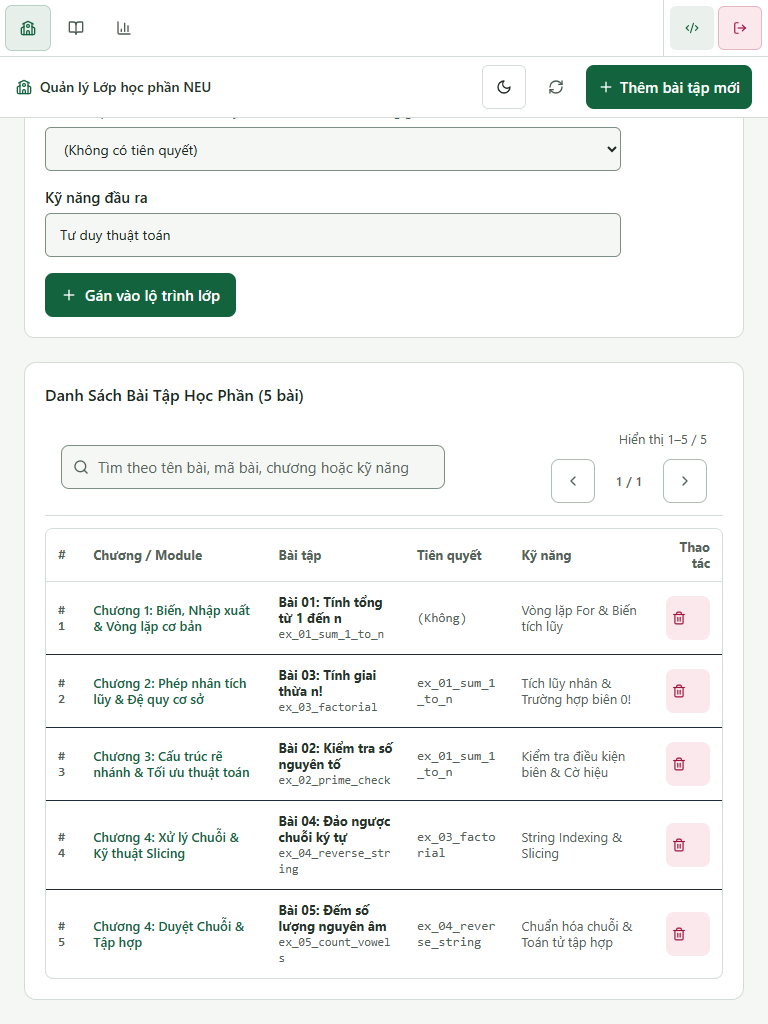 Quản lý Lớp học phần NEU
Thêm bài tập mới
(Không có tiên quyết)
Kỹ năng đầu ra
Tư duy thuật toán
Gán vào lộ trình lớp
Danh Sách Bài Tập Học Phần (5 bài)
Hiển thị 1–5 / 5
Tìm theo tên bài, mã bài, chương hoặc kỹ năng
1 / 1
# Chương / Module Bài tập Tiên quyết Kỹ năng Thao
tác
#
1
Chương 1: Biến, Nhập xuất
& Vòng lặp cơ bản
Bài 01: Tính tổng
từ 1 đến n
ex_01_sum_1_to_n
(Không)
Vòng lặp For & Biến
tích lũy
#
2
Chương 2: Phép nhân tích
lũy & Đệ quy cơ sở
Bài 03: Tính giai
thừa n!
ex_03_factorial
ex_01_sum_1
_to_n
Tích lũy nhân &
Trường hợp biên 0!
#
3
Chương 3: Cấu trúc rẽ
nhánh & Tối ưu thuật toán
Bài 02: Kiểm tra số
nguyên tố
ex_02_prime_check
ex_01_sum_1
_to_n
Kiểm tra điều kiện
biên & Cờ hiệu
#
4
Chương 4: Xử lý Chuỗi &
Kỹ thuật Slicing
Bài 04: Đảo ngược
chuỗi ký tự
ex_04_reverse_str
ing
ex_03_facto
rial
String Indexing &
Slicing
#
5
Chương 4: Duyệt Chuỗi &
Tập hợp
Bài 05: Đếm số
lượng nguyên âm
ex_05_count_vowel
s
ex_04_rever
se_string
Chuẩn hóa chuỗi &
Toán tử tập hợp